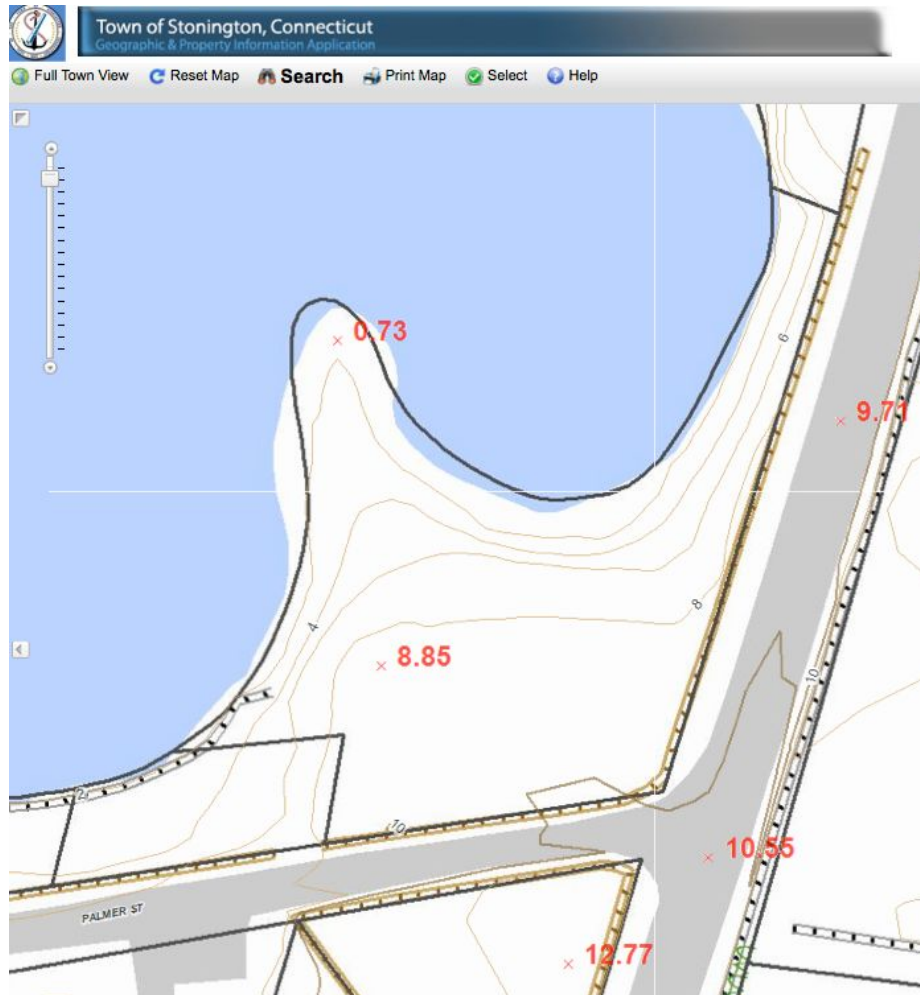 Town of Stonington, Connecticut
Geographic & Property Information Application
Full Town View Reset Map Search Print Map Select Help
0.73
6
9.71
8
4
8.85
10
2
10
10.55
PALMER ST
12.77